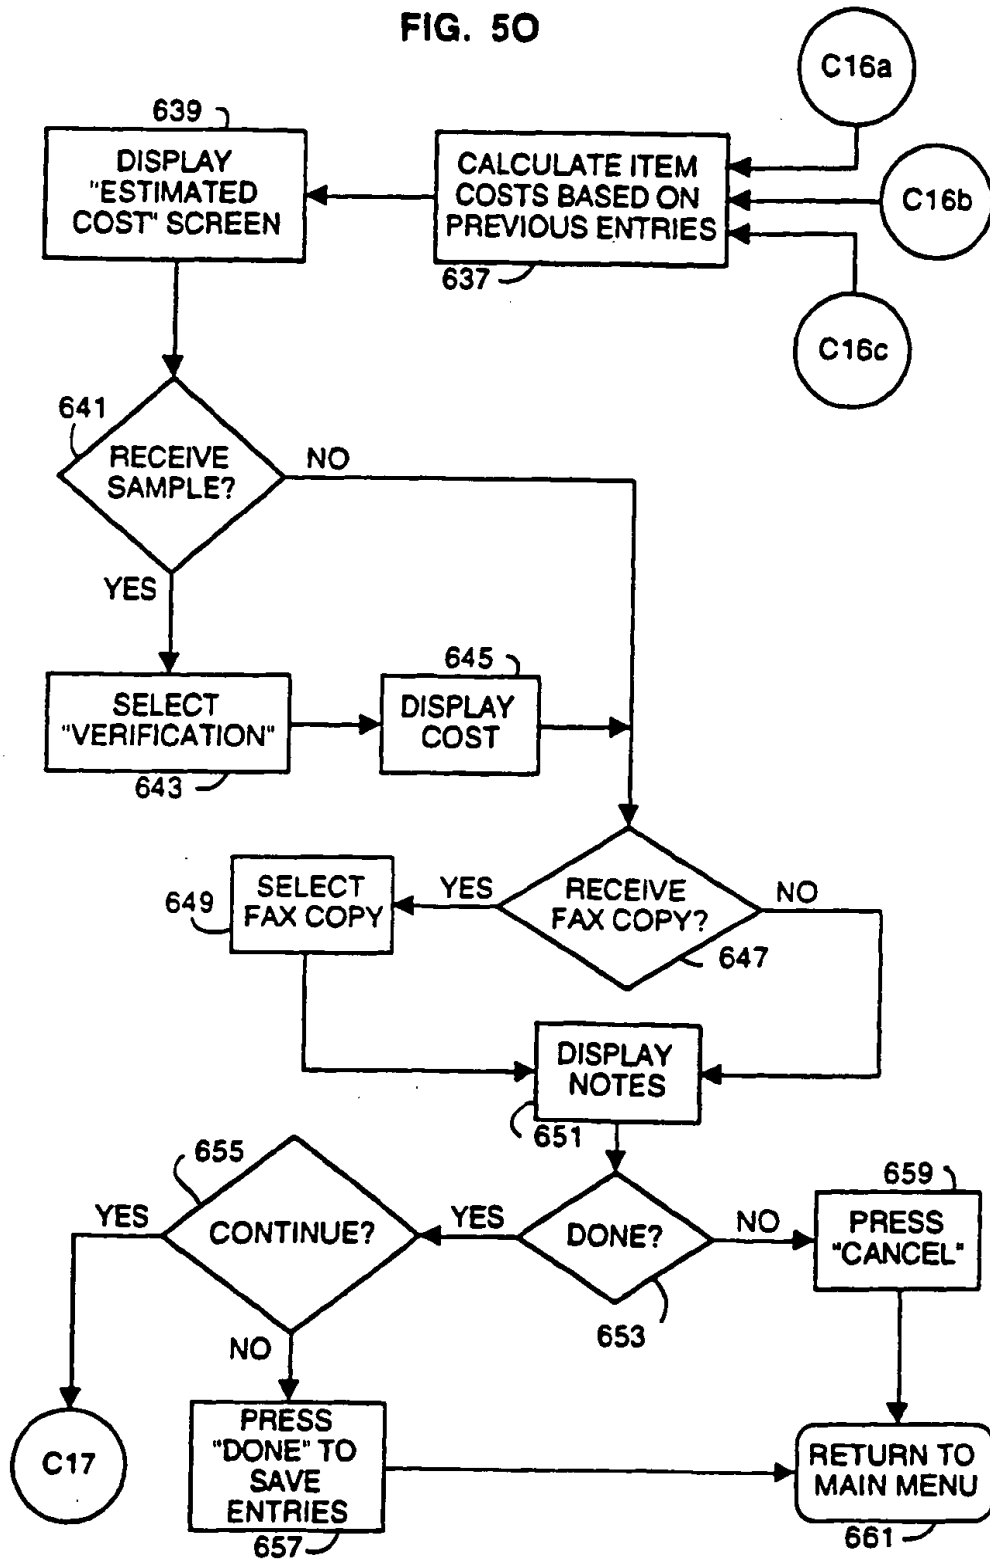 FIG. 50
C16a
639
DISPLAY
"ESTIMATED
COST" SCREEN
CALCULATE ITEM
COSTS BASED ON
PREVIOUS ENTRIES
C16b
637
C16c
641
RECEIVE
SAMPLE?
NO
YES
645
SELECT
"VERIFICATION"
DISPLAY
COST
643
649
SELECT
FAX COPY
YES
RECEIVE
FAX COPY?
NO
647
DISPLAY
NOTES
651
655
659
YES
CONTINUE?
YES
DONE?
NO
PRESS
"CANCEL"
653
NO
C17
PRESS
"DONE" TO
SAVE
ENTRIES
RETURN TO
MAIN MENU
657
661